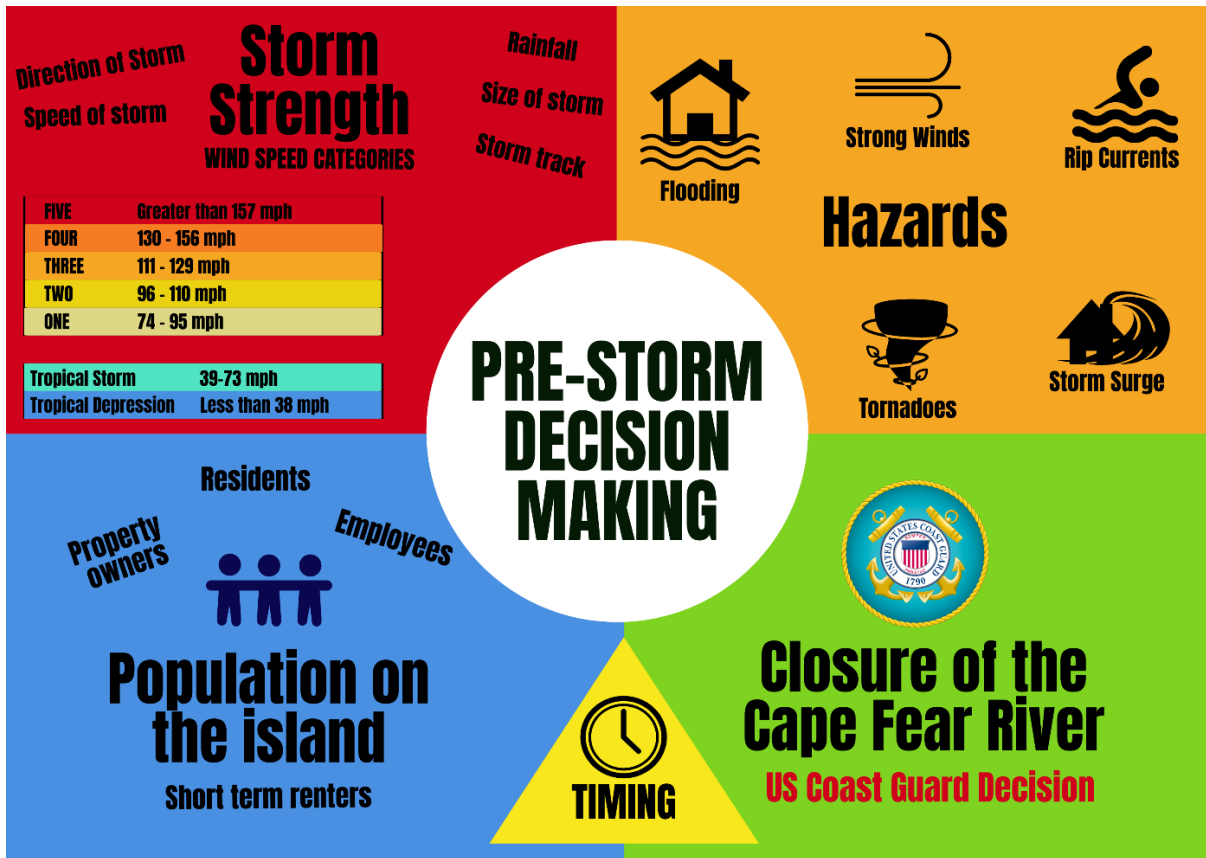 Direction of Storm
Speed of storm
Storm
Strength
WIND SPEED CATEGORIES
Rainfall
Size of storm
Storm track
FIVE Greater than 157 mph
FOUR 130 - 156 mph
THREE 111 - 129 mph
TWO 96 - 110 mph
ONE 74 - 95 mph
Tropical Storm 39-73 mph
Tropical Depression Less than 38 mph
Flooding
Strong Winds
Rip Currents
Hazards
Tornadoes
Storm Surge
PRE-STORM
DECISION
MAKING
Residents
Property
owners
Employees
Population on
the island
Short term renters
TIMING
UNITED STATES COAST GUARD
1790
Closure of the
Cape Fear River
US Coast Guard Decision